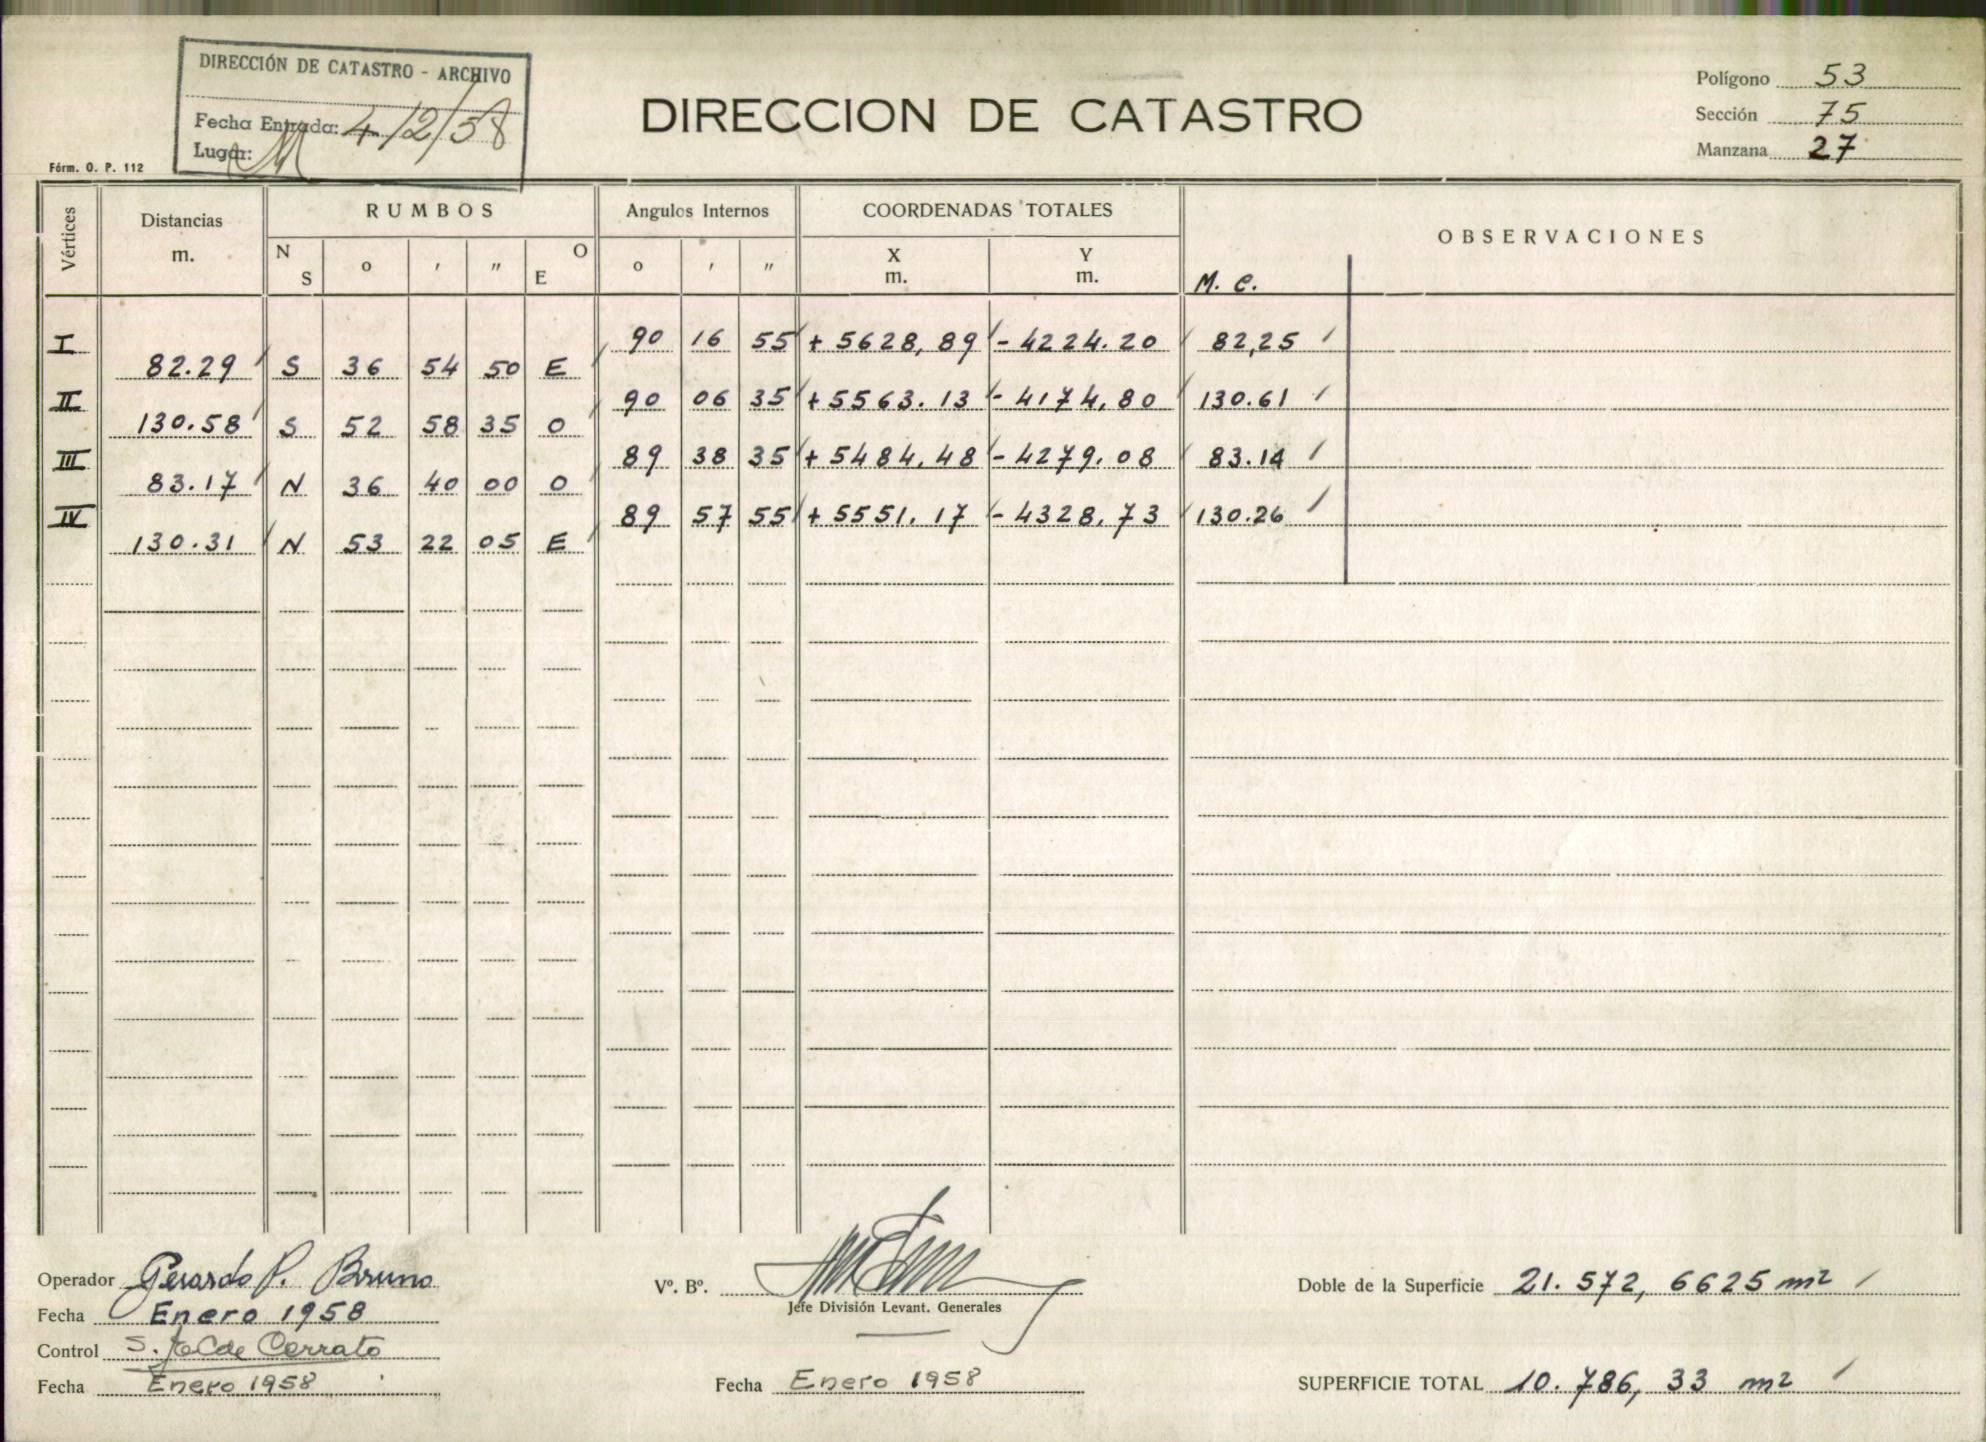 DIRECCIÓN DE CATASTRO - ARCHIVO
Fecha Entrada: 4/2/58
Lugar: M
DIRECCION DE CATASTRO
Polígono 53
Sección 75
Manzana 27
Fórm. O. P. 112
Vértices Distancias m. RUMBOS Angulos Internos COORDENADAS TOTALES OBSERVACIONES
N S o ' " O E o ' " X m. Y m. M. C.
I 90 16 55 + 5628,89 - 4224.20 82,25
82.29 S 36 54 50 E
II 90 06 35 + 5563.13 - 4174,80 130.61
130.58 S 52 58 35 O
III 89 38 35 + 5484,48 - 4279.08 83.14
83.17 N 36 40 00 O
IV 89 57 55 + 5551.17 - 4328,73 130.26
130.31 N 53 22 05 E
Operador Gerardo P. Bruno
Fecha Enero 1958
Control S. Cerrato
Fecha Enero 1958
Vº. Bº.
Jefe División Levant. Generales
Fecha Enero 1958
Doble de la Superficie 21.572,6625 m2
SUPERFICIE TOTAL 10.786,33 m2